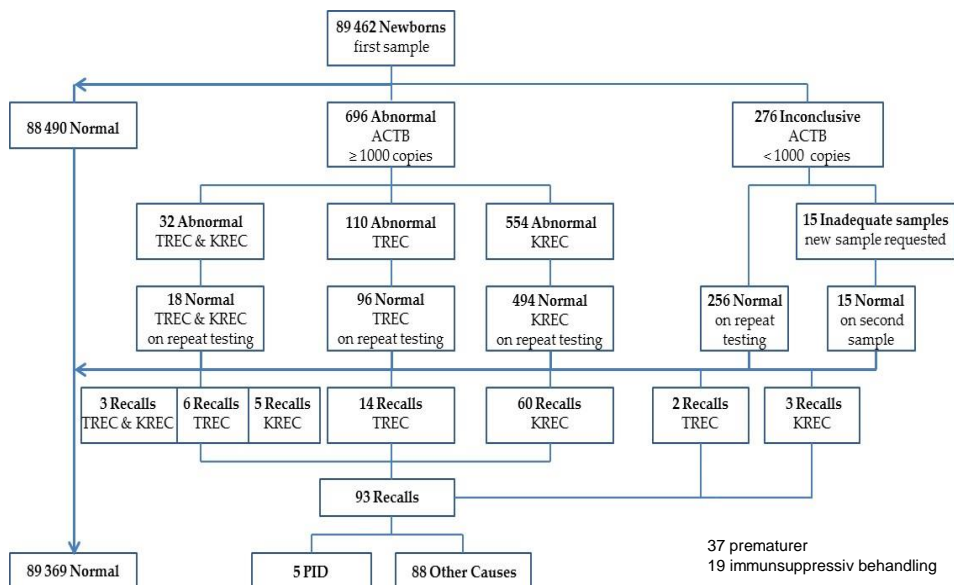 89 462 Newborns
first sample
88 490 Normal
696 Abnormal
ACTB
≥ 1000 copies
276 Inconclusive
ACTB
< 1000 copies
32 Abnormal
TREC & KREC
110 Abnormal
TREC
554 Abnormal
KREC
15 Inadequate samples
new sample requested
18 Normal
TREC & KREC
on repeat testing
96 Normal
TREC
on repeat testing
494 Normal
KREC
on repeat testing
256 Normal
on repeat
testing
15 Normal
on second
sample
3 Recalls
TREC & KREC
6 Recalls
TREC
5 Recalls
KREC
14 Recalls
TREC
60 Recalls
KREC
2 Recalls
TREC
3 Recalls
KREC
93 Recalls
89 369 Normal
5 PID
88 Other Causes
37 prematurer
19 immunsuppressiv behandling